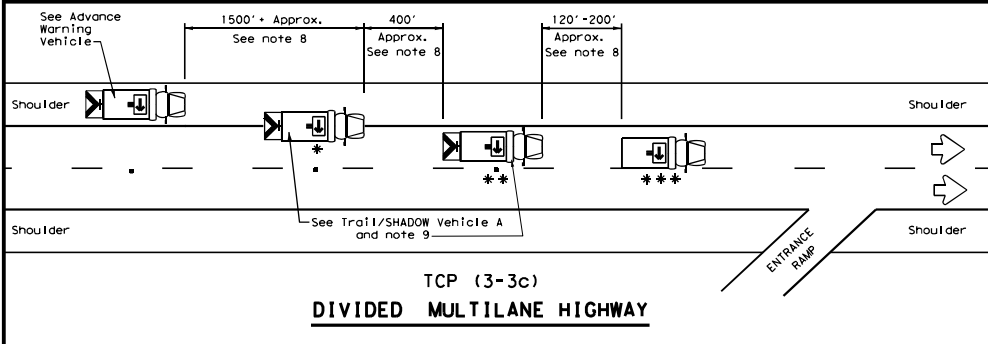 See Advance
Warning
Vehicle
1500'+ Approx.
See note 8
400'
Approx.
See note 8
120'-200'
Approx.
See note 8
Shoulder
Shoulder
*
**
***
See Trail/SHADOW Vehicle A
and note 9
Shoulder
Shoulder
ENTRANCE
RAMP
TCP (3-3c)
DIVIDED MULTILANE HIGHWAY